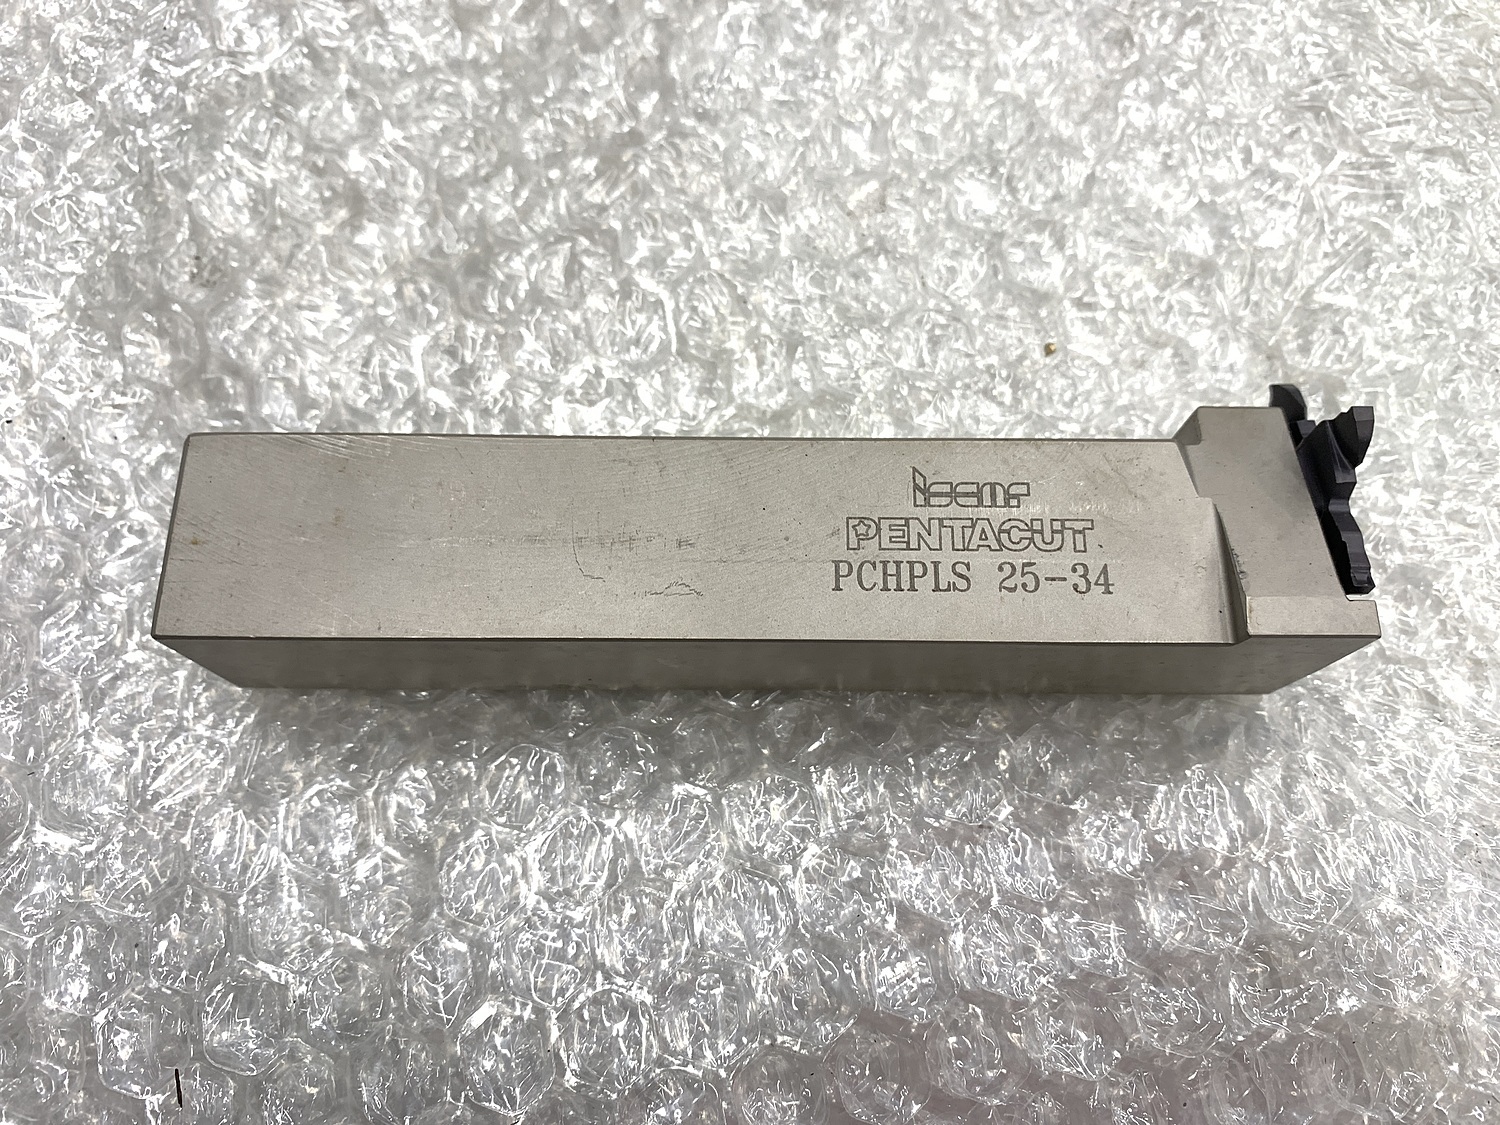 iscar
PENTACUT
PCHPLS 25-34